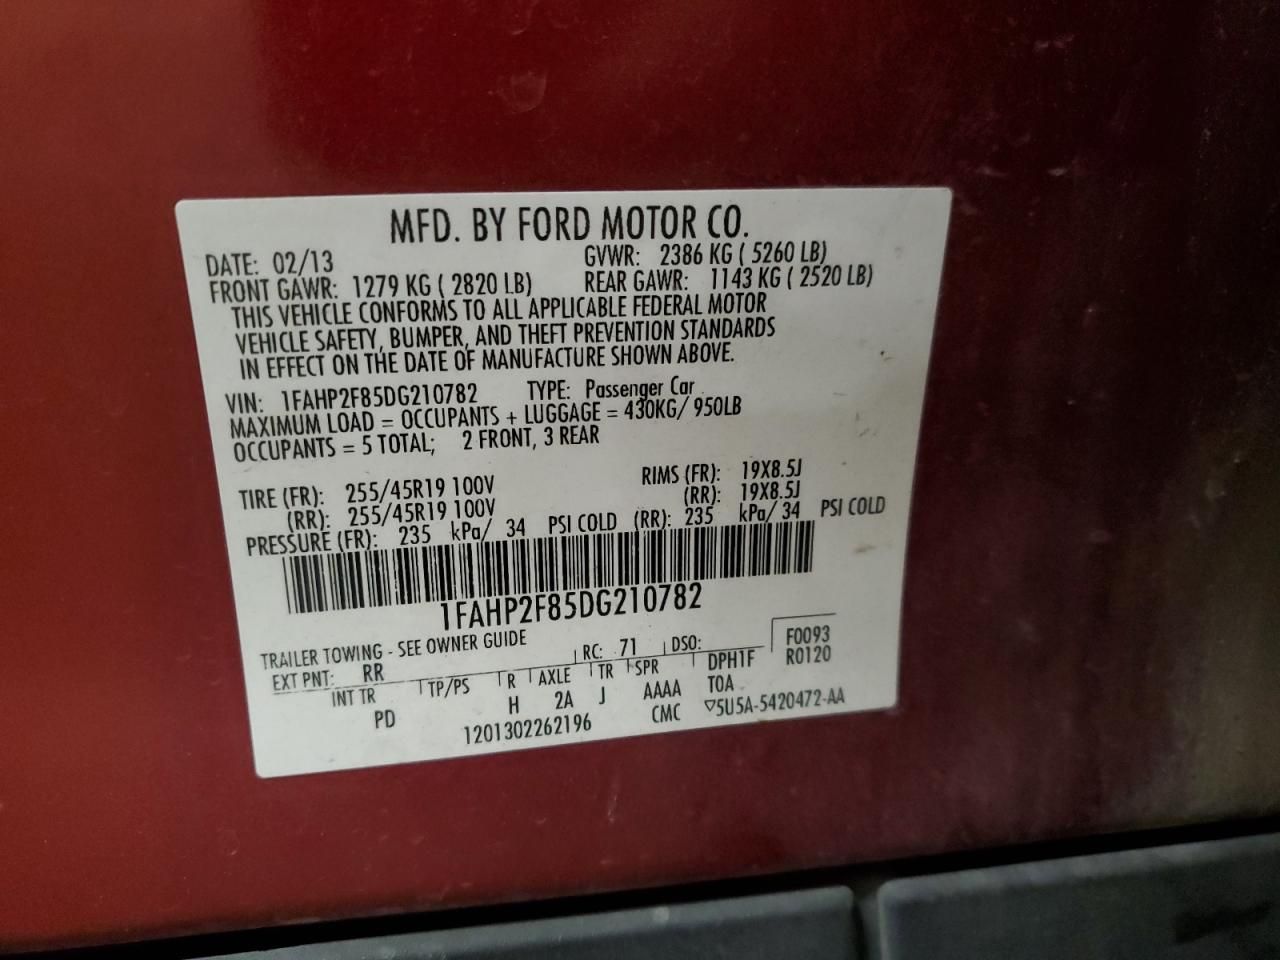 MFD. BY FORD MOTOR CO.
DATE: 02/13 GVWR: 2386 KG ( 5260 LB)
FRONT GAWR: 1279 KG ( 2820 LB) REAR GAWR: 1143 KG ( 2520 LB)
THIS VEHICLE CONFORMS TO ALL APPLICABLE FEDERAL MOTOR
VEHICLE SAFETY, BUMPER, AND THEFT PREVENTION STANDARDS
IN EFFECT ON THE DATE OF MANUFACTURE SHOWN ABOVE.
VIN: 1FAHP2F85DG210782 TYPE: Passenger Car
MAXIMUM LOAD = OCCUPANTS + LUGGAGE = 430KG/ 950LB
OCCUPANTS = 5 TOTAL; 2 FRONT, 3 REAR
TIRE (FR): 255/45R19 100V RIMS (FR): 19X8.5J
(RR): 255/45R19 100V (RR): 19X8.5J
PRESSURE (FR): 235 kPa/ 34 PSI COLD (RR): 235 kPa/ 34 PSI COLD
1FAHP2F85DG210782
TRAILER TOWING - SEE OWNER GUIDE
EXT PNT: RR RC: 71 DSO: F0093
INT TR TP/PS R AXLE TR SPR DPH1F R0120
PD H 2A J AAAA TOA
1201302262196 CMC ▽5U5A-5420472-AA